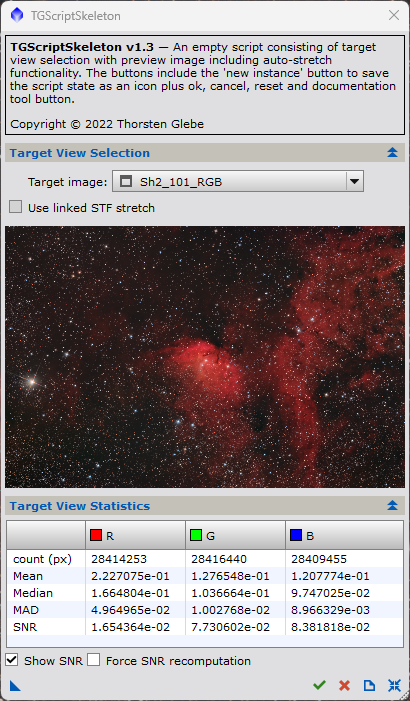 TGScriptSkeleton
TGScriptSkeleton v1.3 — An empty script consisting of target
view selection with preview image including auto-stretch
functionality. The buttons include the 'new instance' button to save
the script state as an icon plus ok, cancel, reset and documentation
tool button.
Copyright © 2022 Thorsten Glebe
Target View Selection
Target image: Sh2_101_RGB
Use linked STF stretch
Target View Statistics
R G B
count (px) 28414253 28416440 28409455
Mean 2.227075e-01 1.276548e-01 1.207774e-01
Median 1.664804e-01 1.036664e-01 9.747025e-02
MAD 4.964965e-02 1.002768e-02 8.966329e-03
SNR 1.654364e-02 7.730602e-02 8.381818e-02
Show SNR Force SNR recomputation